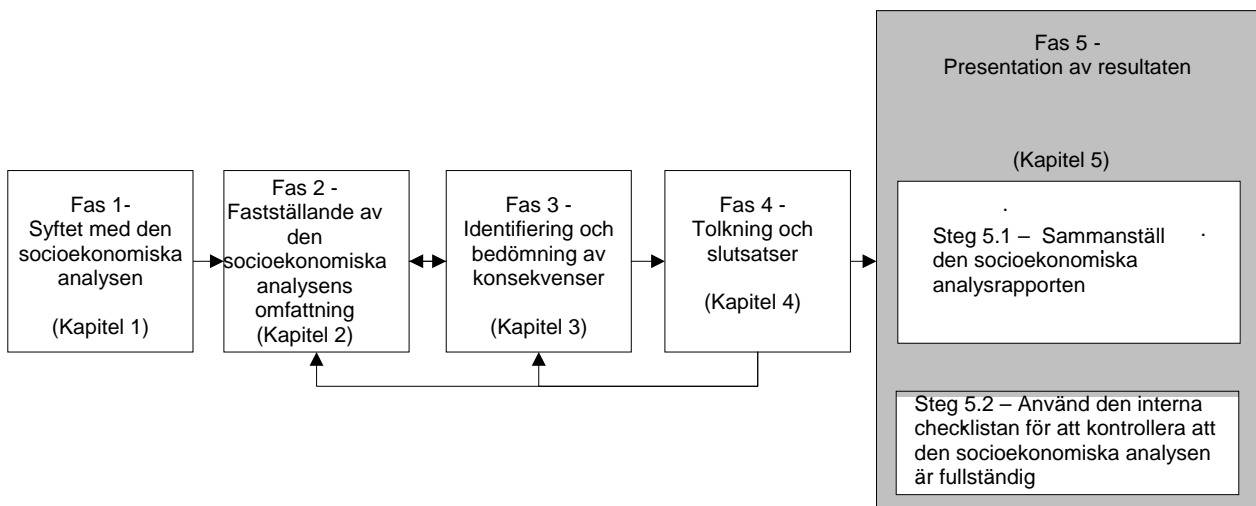 Fas 1-
Syftet med den
socioekonomiska
analysen
(Kapitel 1)
Fas 2 -
Fastställande av
den
socioekonomiska
analysens
omfattning
(Kapitel 2)
Fas 3 -
Identifiering och
bedömning av
konsekvenser
(Kapitel 3)
Fas 4 -
Tolkning och
slutsatser
(Kapitel 4)
Fas 5 -
Presentation av resultaten
(Kapitel 5)
Steg 5.1 – Sammanställ
den socioekonomiska
analysrapporten
Steg 5.2 – Använd den interna
checklistan för att kontrollera att
den socioekonomiska analysen
är fullständig